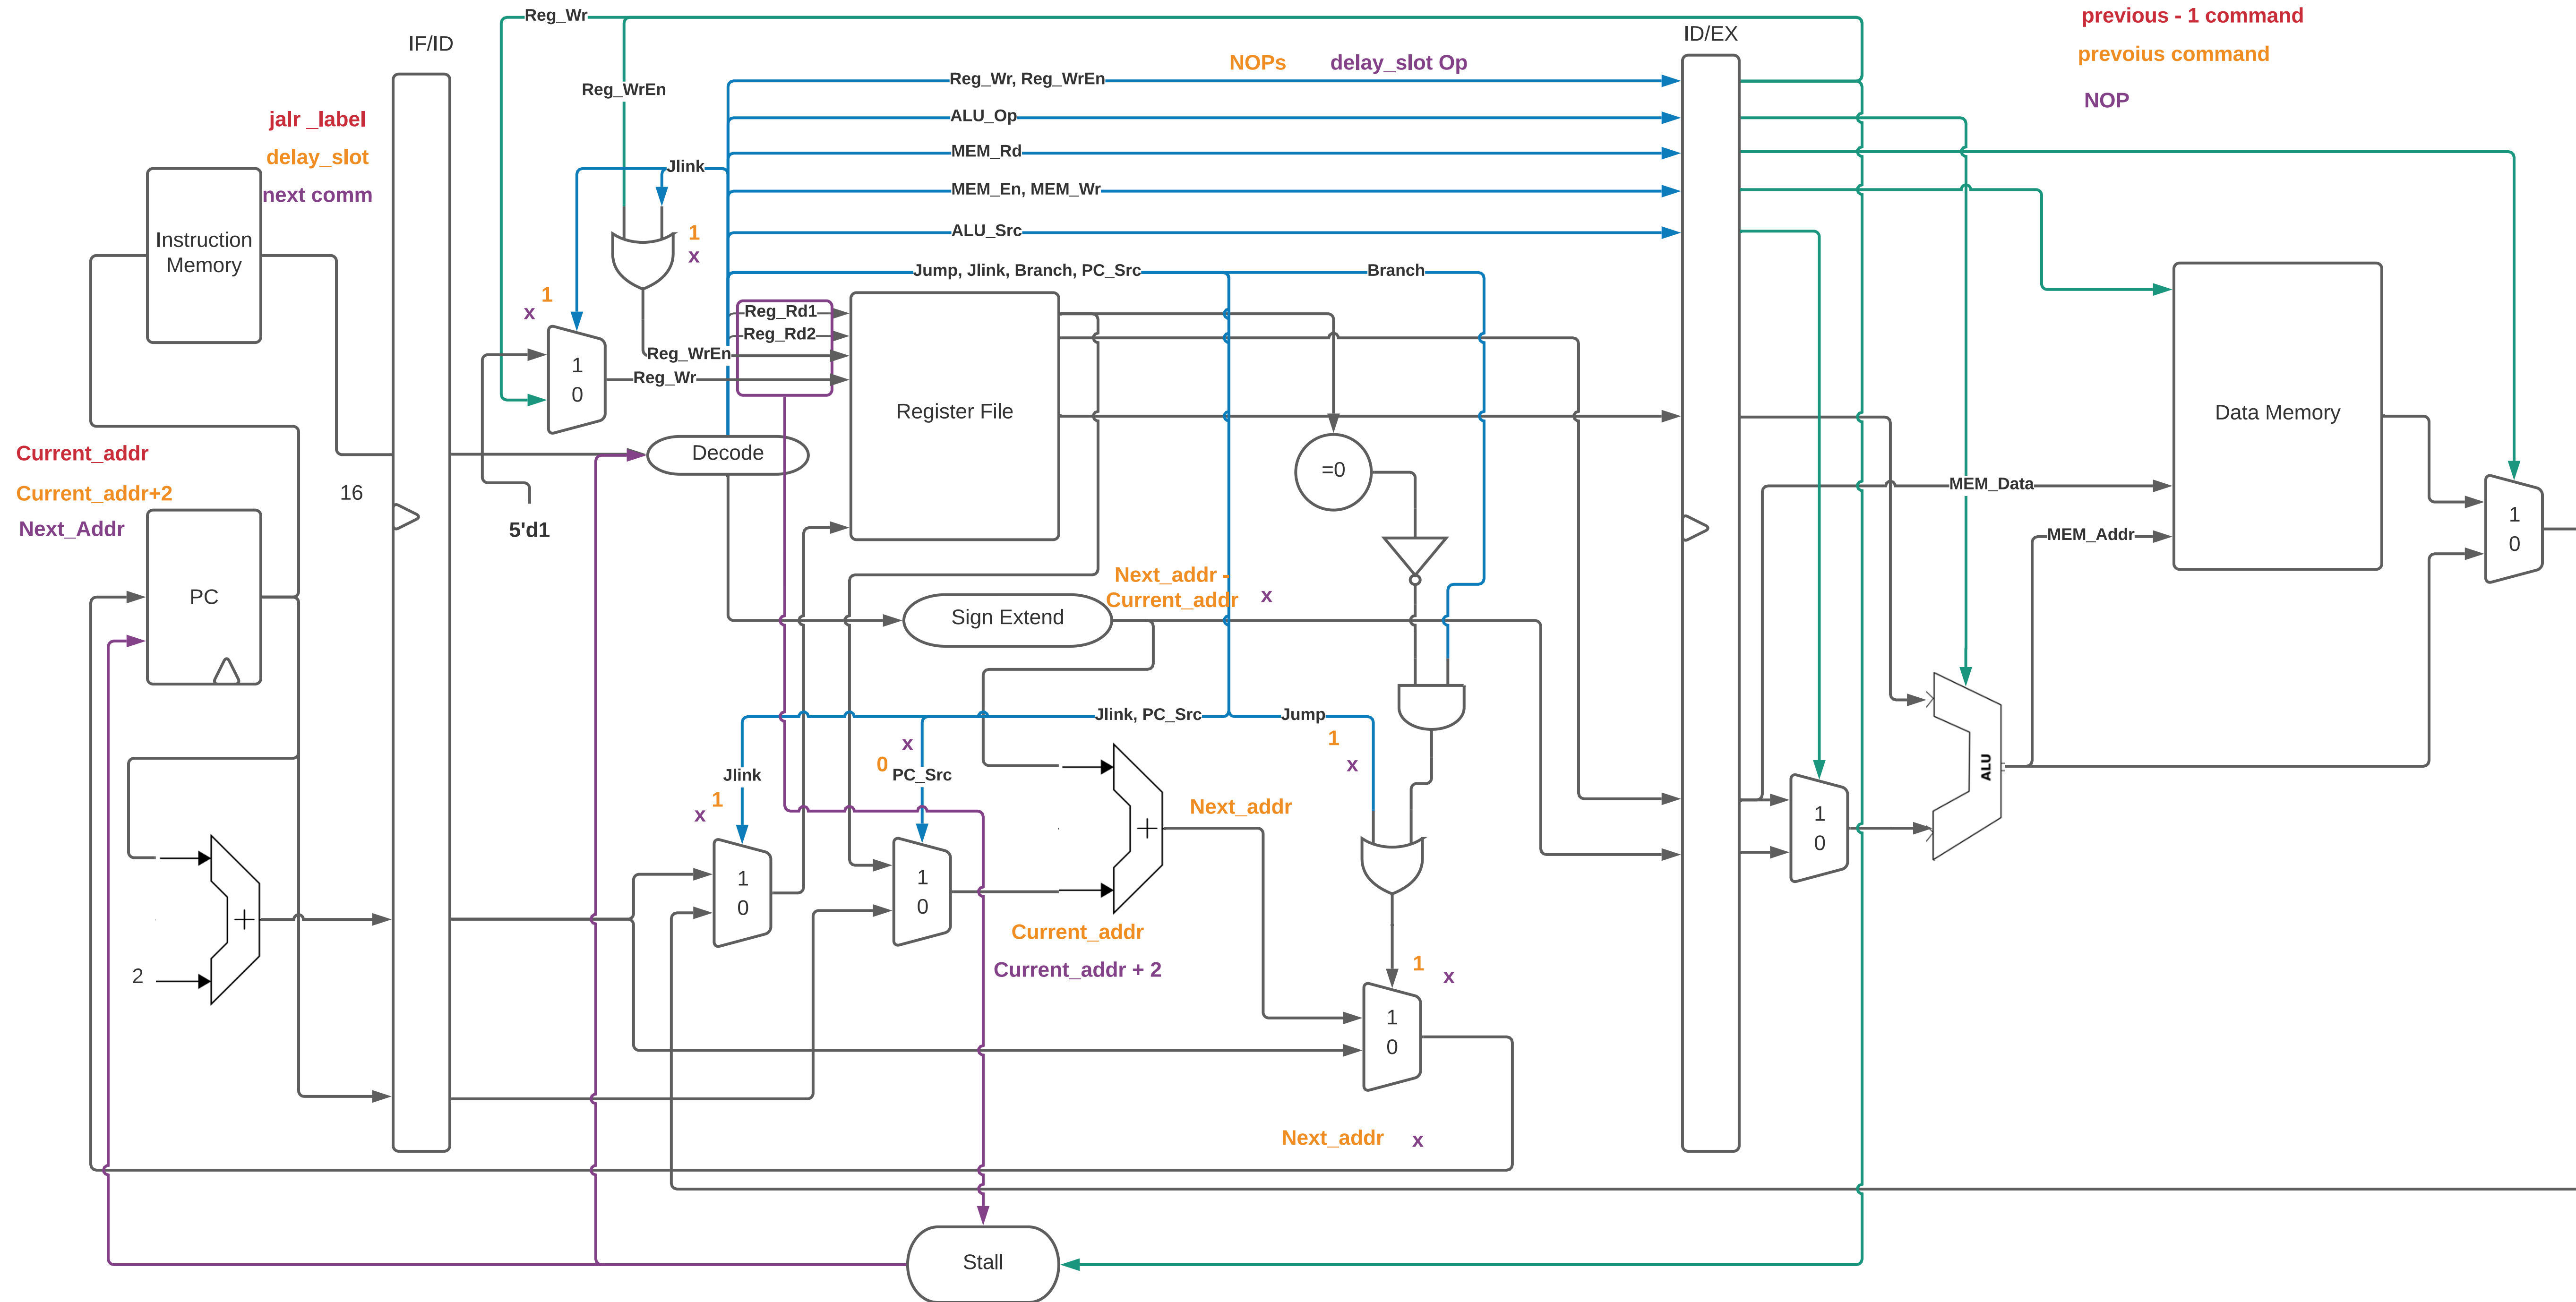 Reg_Wr
previous - 1 command
IF/ID
ID/EX
NOPs
delay_slot Op
prevoius command
Reg_Wr, Reg_WrEn
Reg_WrEn
NOP
jalr _label
ALU_Op
delay_slot
MEM_Rd
Jlink
next comm
MEM_En, MEM_Wr
1
ALU_Src
x
Instruction
Memory
Jump, Jlink, Branch, PC_Src
Branch
1
x
Reg_Rd1
Reg_Rd2
Reg_WrEn
1
0
Reg_Wr
Register File
Data Memory
Current_addr
Decode
=0
Current_addr+2
16
MEM_Data
Next_Addr
5'd1
MEM_Addr
1
0
Next_addr -
Current_addr
x
PC
Sign Extend
Jlink, PC_Src
Jump
x
1
0
x
Jlink
PC_Src
ALU
1
x
Next_addr
1
0
1
0
1
0
+
+
2
Current_addr
Current_addr + 2
1
x
1
0
Next_addr
x
Stall